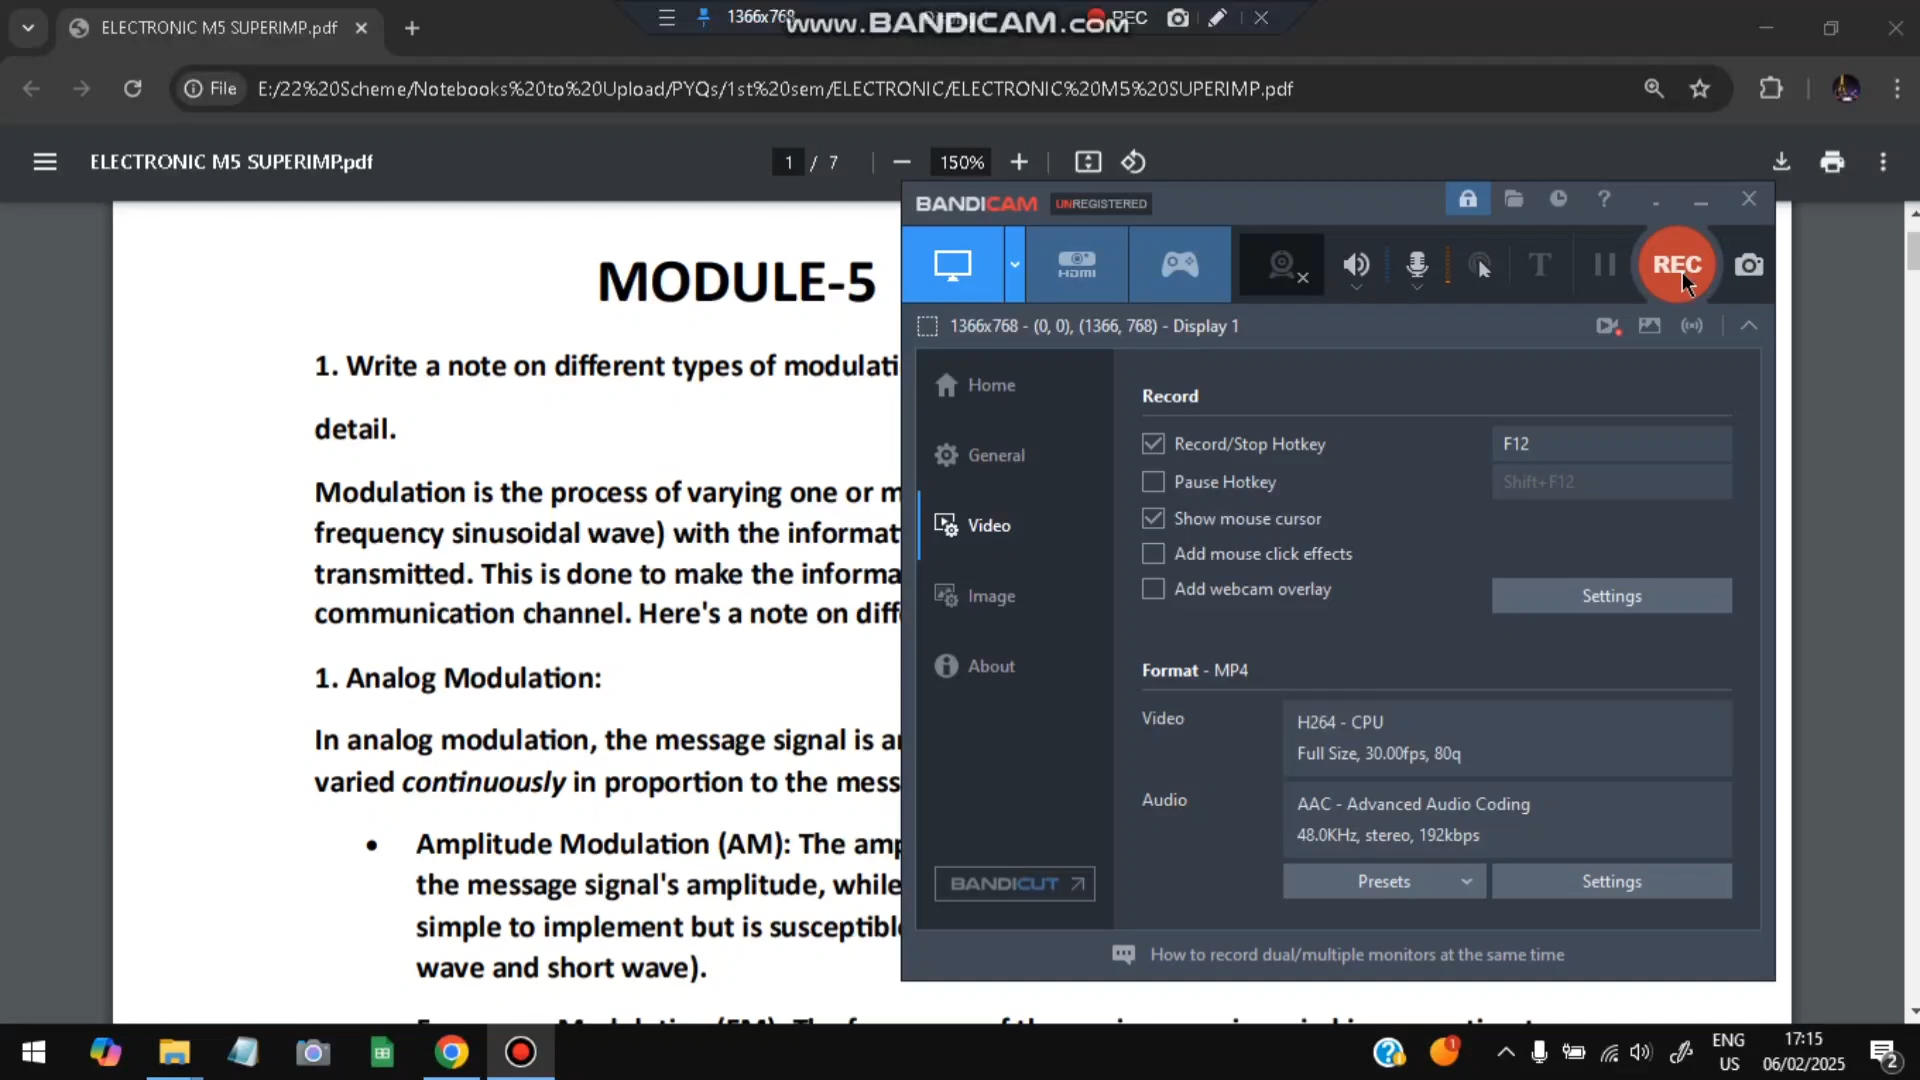 ELECTRONIC M5 SUPERIMP.pdf
1366x768
REC
www.BANDICAM.com
File
E:/22%20Scheme/Notebooks%20to%20Upload/PYQs/1st%20sem/ELECTRONIC/ELECTRONIC%20M5%20SUPERIMP.pdf
ELECTRONIC M5 SUPERIMP.pdf
1 / 7
150%
MODULE-5
1. Write a note on different types of modulati
detail.
Modulation is the process of varying one or m
frequency sinusoidal wave) with the informat
transmitted. This is done to make the informa
communication channel. Here's a note on diff
1. Analog Modulation:
In analog modulation, the message signal is an
varied continuously in proportion to the mess
Amplitude Modulation (AM): The amp
the message signal's amplitude, while
simple to implement but is susceptible
wave and short wave).
BANDICAM UNREGISTERED
HDMI
T
REC
1366x768 - (0, 0), (1366, 768) - Display 1
Home
General
Video
Image
About
BANDICUT
Record
Record/Stop Hotkey
F12
Pause Hotkey
Shift+F12
Show mouse cursor
Add mouse click effects
Add webcam overlay
Settings
Format - MP4
Video
H264 - CPU
Full Size, 30.00fps, 80q
Audio
AAC - Advanced Audio Coding
48.0KHz, stereo, 192kbps
Presets
Settings
How to record dual/multiple monitors at the same time
1
ENG
US
17:15
06/02/2025
2